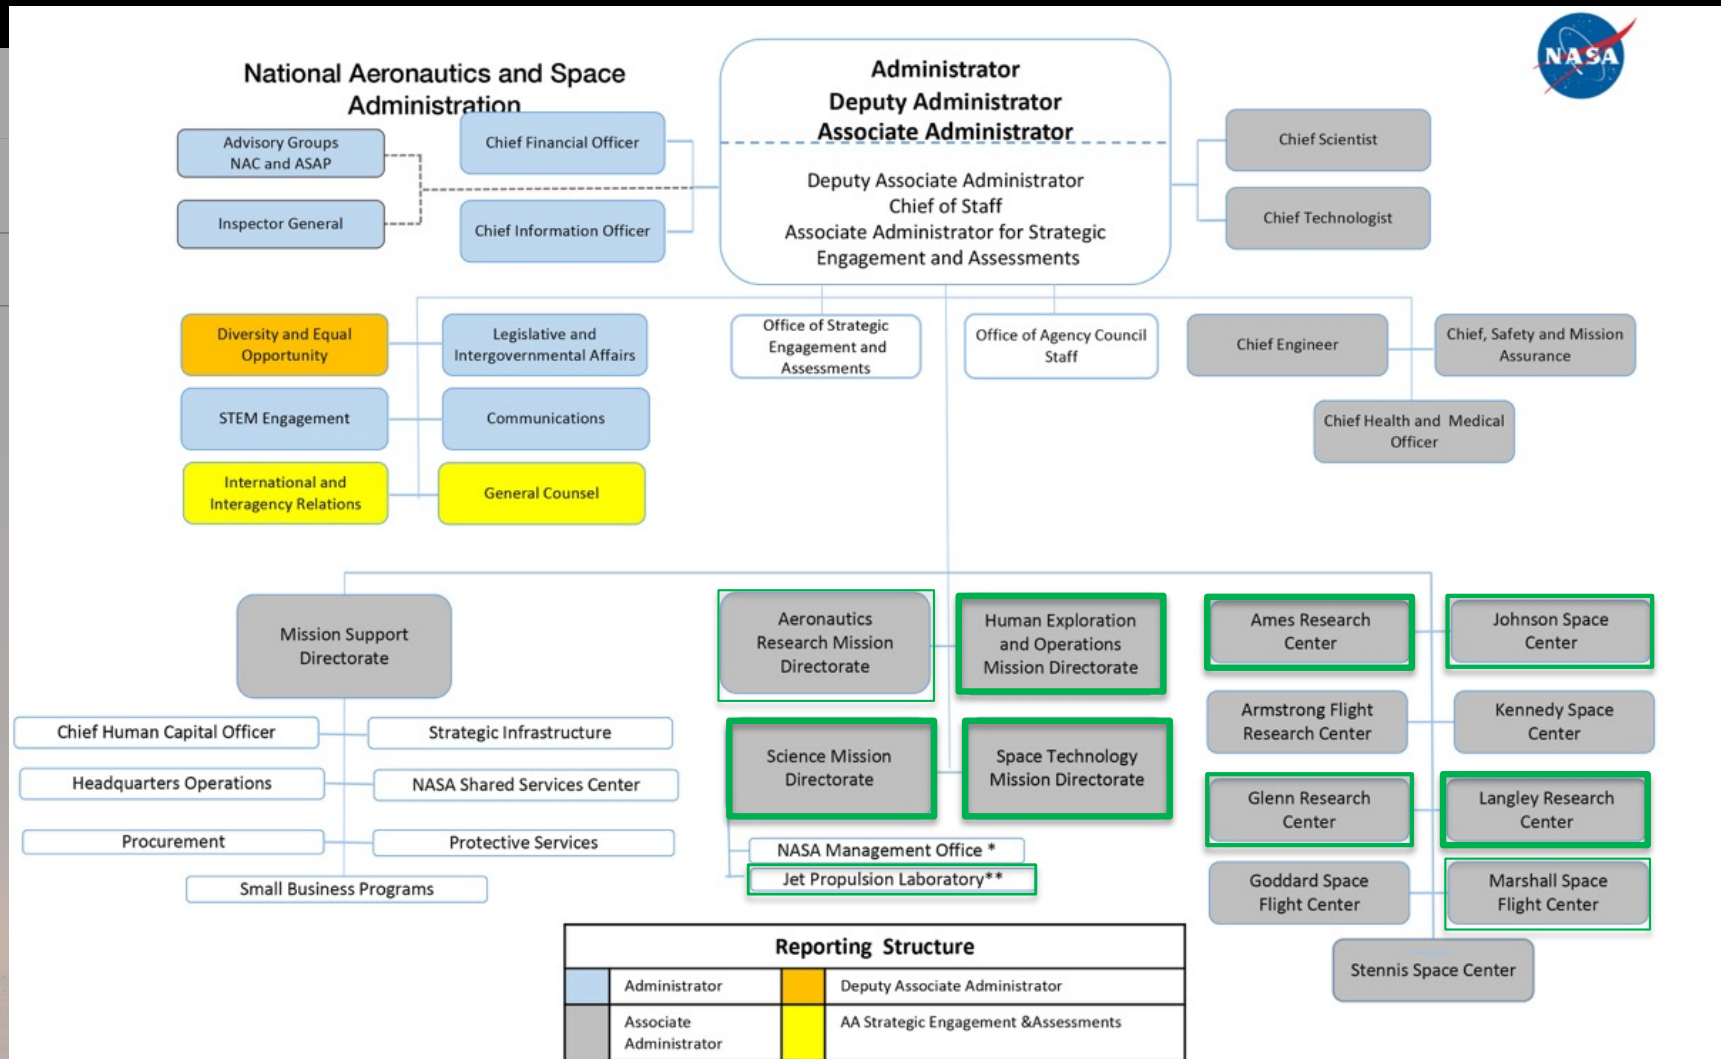 National Aeronautics and Space
Administration
NASA
Administrator
Deputy Administrator
Associate Administrator
Deputy Associate Administrator
Chief of Staff
Associate Administrator for Strategic
Engagement and Assessments
Advisory Groups
NAC and ASAP
Chief Financial Officer
Inspector General
Chief Information Officer
Chief Scientist
Chief Technologist
Diversity and Equal
Opportunity
Legislative and
Intergovernmental Affairs
STEM Engagement
Communications
International and
Interagency Relations
General Counsel
Office of Strategic
Engagement and
Assessments
Office of Agency Council
Staff
Chief Engineer
Chief, Safety and Mission
Assurance
Chief Health and Medical
Officer
Mission Support
Directorate
Chief Human Capital Officer
Strategic Infrastructure
Headquarters Operations
NASA Shared Services Center
Procurement
Protective Services
Small Business Programs
Aeronautics
Research Mission
Directorate
Human Exploration
and Operations
Mission Directorate
Science Mission
Directorate
Space Technology
Mission Directorate
NASA Management Office *
Jet Propulsion Laboratory**
Ames Research
Center
Johnson Space
Center
Armstrong Flight
Research Center
Kennedy Space
Center
Glenn Research
Center
Langley Research
Center
Goddard Space
Flight Center
Marshall Space
Flight Center
Stennis Space Center
Reporting Structure
Administrator
Deputy Associate Administrator
Associate
Administrator
AA Strategic Engagement &Assessments